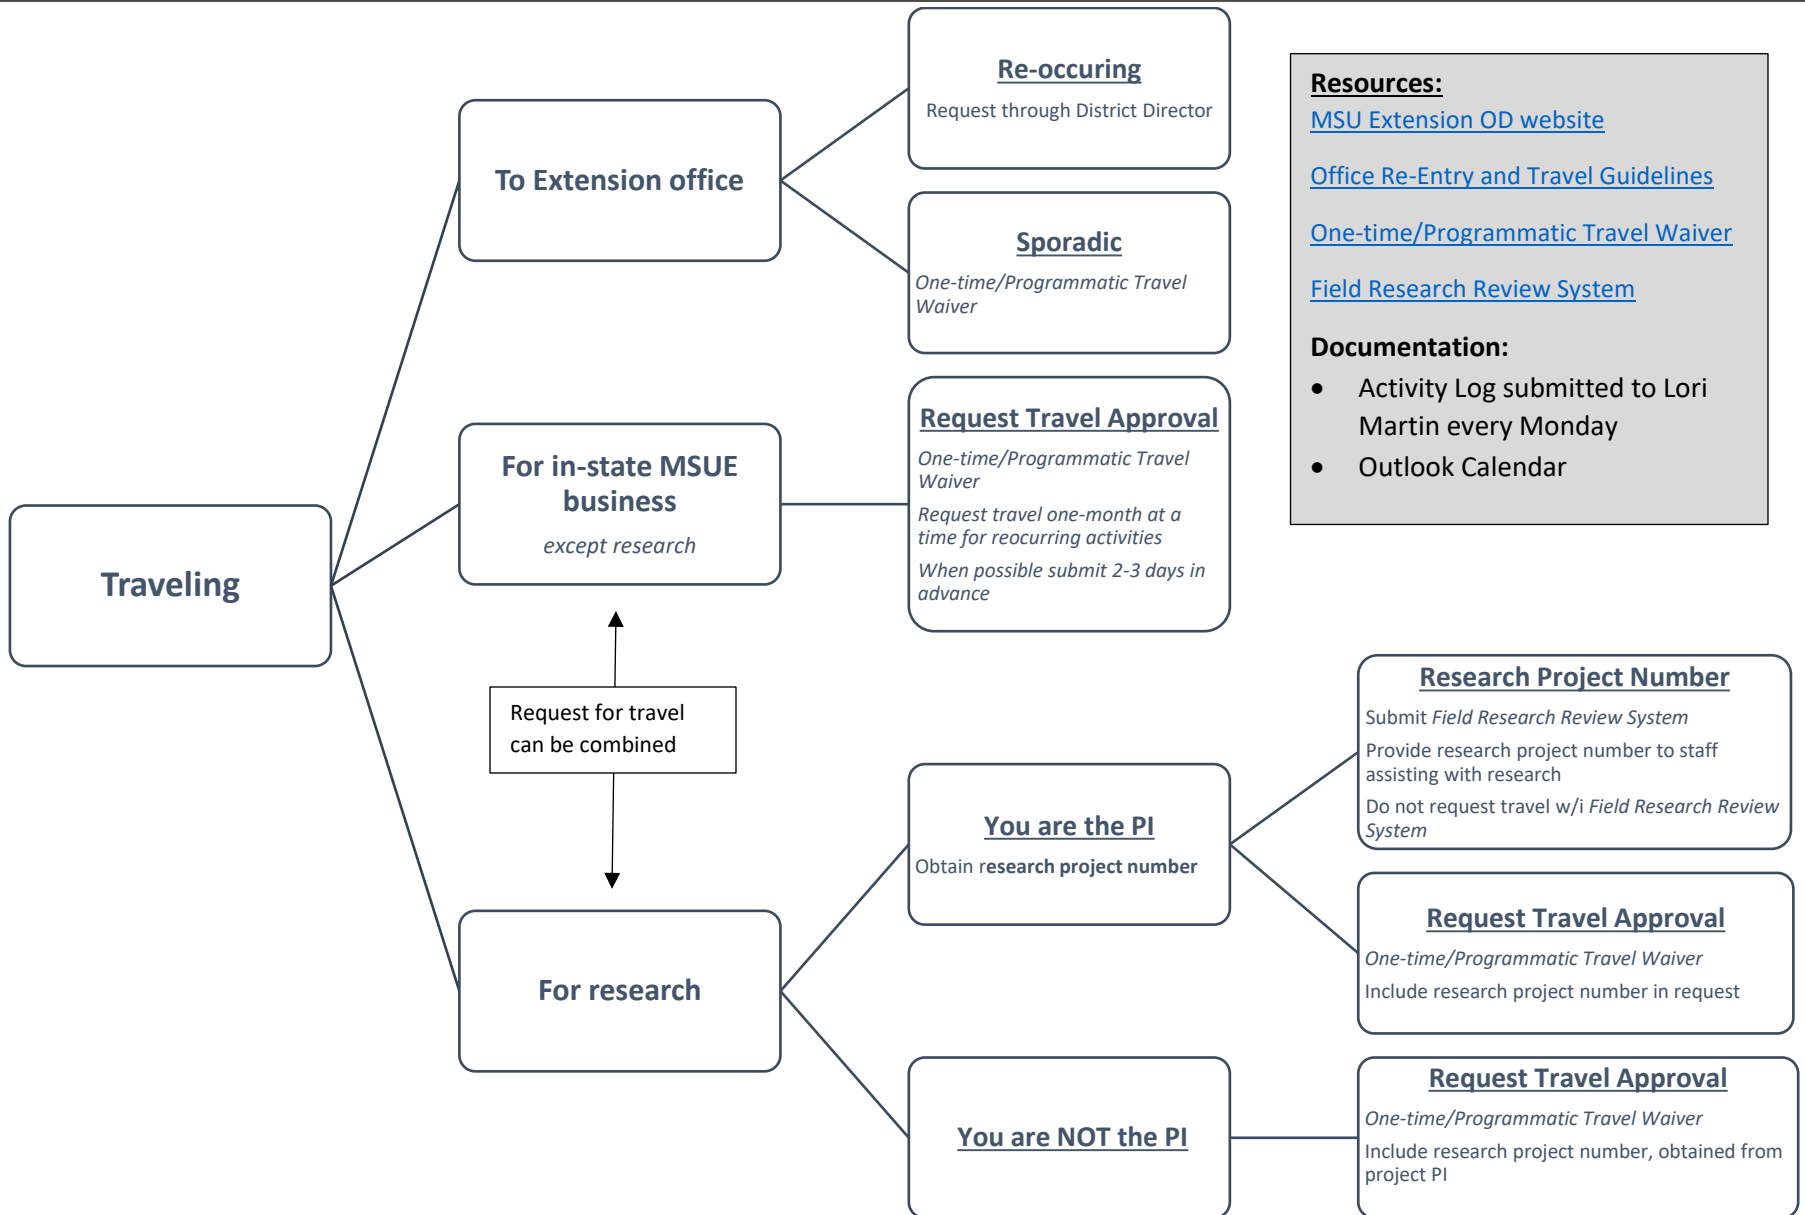 Traveling
To Extension office
Re-occuring
Request through District Director
Sporadic
One-time/Programmatic Travel
Waiver
For in-state MSUE
business
except research
Request Travel Approval
One-time/Programmatic Travel
Waiver
Request travel one-month at a
time for reocurring activities
When possible submit 2-3 days in
advance
Request for travel
can be combined
For research
You are the PI
Obtain research project number
Research Project Number
Submit Field Research Review System
Provide research project number to staff
assisting with research
Do not request travel w/i Field Research Review
System
Request Travel Approval
One-time/Programmatic Travel Waiver
Include research project number in request
You are NOT the PI
Request Travel Approval
One-time/Programmatic Travel Waiver
Include research project number, obtained from
project PI
Resources:
MSU Extension OD website
Office Re-Entry and Travel Guidelines
One-time/Programmatic Travel Waiver
Field Research Review System
Documentation:
• Activity Log submitted to Lori
Martin every Monday
• Outlook Calendar